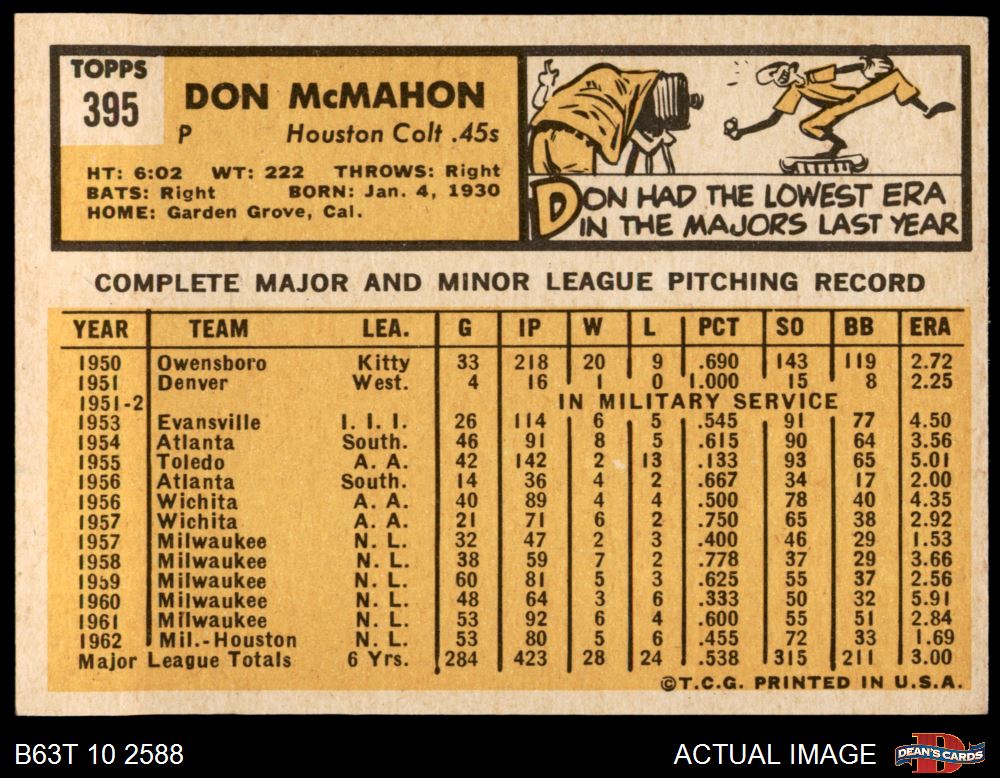 TOPPS
395
DON McMAHON
P Houston Colt .45s
HT: 6:02 WT: 222 THROWS: Right
BATS: Right BORN: Jan. 4, 1930
HOME: Garden Grove, Cal.
DON HAD THE LOWEST ERA
IN THE MAJORS LAST YEAR
COMPLETE MAJOR AND MINOR LEAGUE PITCHING RECORD
YEAR TEAM LEA. G IP W L PCT SO BB ERA
1950 Owensboro Kitty 33 218 20 9 .690 143 119 2.72
1951 Denver West. 4 16 1 0 1.000 15 8 2.25
1951-2 IN MILITARY SERVICE
1953 Evansville I. I. I. 26 114 6 5 .545 91 77 4.50
1954 Atlanta South. 46 91 8 5 .615 90 64 3.56
1955 Toledo A. A. 42 142 2 13 .133 93 65 5.01
1956 Atlanta South. 14 36 4 2 .667 34 17 2.00
1956 Wichita A. A. 40 89 4 4 .500 78 40 4.35
1957 Wichita A. A. 21 71 6 2 .750 65 38 2.92
1957 Milwaukee N. L. 32 47 2 3 .400 46 29 1.53
1958 Milwaukee N. L. 38 59 7 2 .778 37 29 3.66
1959 Milwaukee N. L. 60 81 5 3 .625 55 37 2.56
1960 Milwaukee N. L. 48 64 3 6 .333 50 32 5.91
1961 Milwaukee N. L. 53 92 6 4 .600 55 51 2.84
1962 Mil.-Houston N. L. 53 80 5 6 .455 72 33 1.69
Major League Totals 6 Yrs. 284 423 28 24 .538 315 211 3.00
©T.C.G. PRINTED IN U.S.A.
B63T 10 2588 ACTUAL IMAGE DEAN'S CARDS